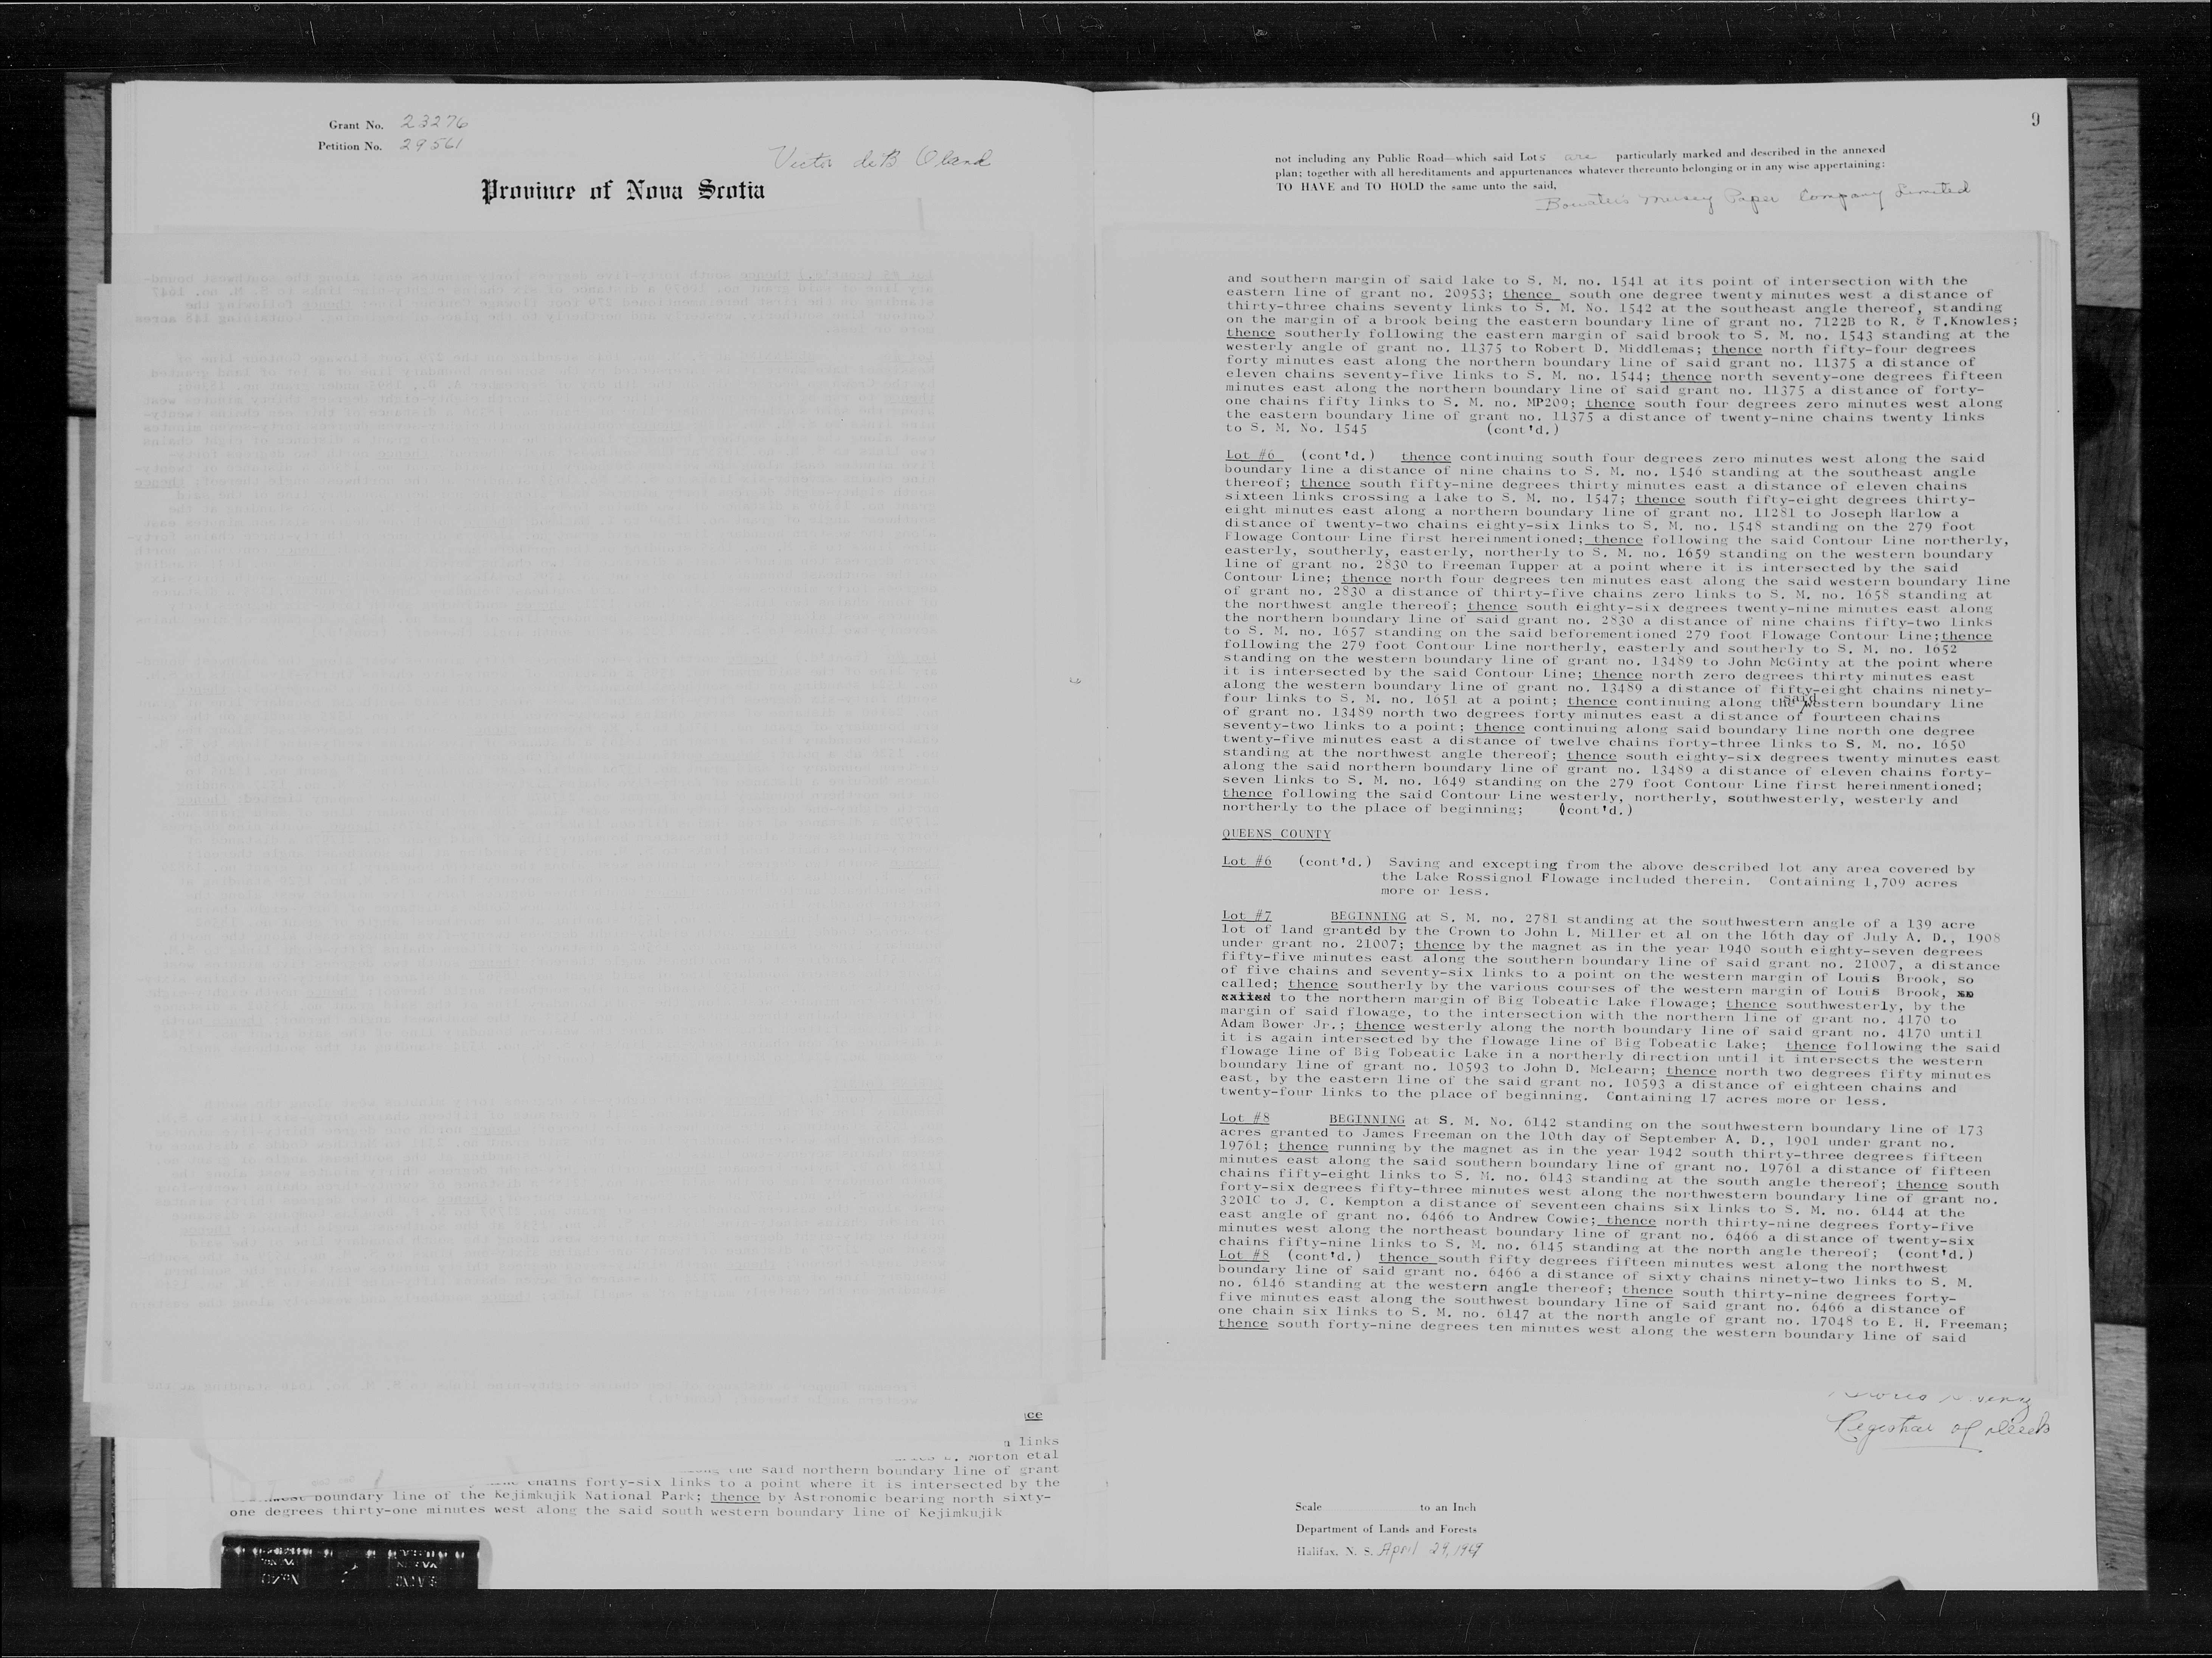 Grant No. 23276
Petition No. 29561
Victor deB Oland
Province of Nova Scotia
ce
links
Morton etal
the said northern boundary line of grant
chains forty-six links to a point where it is intersected by the
boundary line of the Kejimkujik National Park; thence by Astronomic bearing north sixty-
one degrees thirty-one minutes west along the said south western boundary line of Kejimkujik
9
not including any Public Road—which said Lots are particularly marked and described in the annexed
plan; together with all hereditaments and appurtenances whatever thereunto belonging or in any wise appertaining;
TO HAVE and TO HOLD the same unto the said,
Bowaters Mersey Paper Company Limited
and southern margin of said lake to S. M. no. 1541 at its point of intersection with the
eastern line of grant no. 20953; thence south one degree twenty minutes west a distance of
thirty-three chains seventy links to S. M. No. 1542 at the southeast angle thereof, standing
on the margin of a brook being the eastern boundary line of grant no. 7122B to R. & T.Knowles;
thence southerly following the eastern margin of said brook to S. M. no. 1543 standing at the
westerly angle of grant no. 11375 to Robert D. Middlemas; thence north fifty-four degrees
forty minutes east along the northern boundary line of said grant no. 11375 a distance of
eleven chains seventy-five links to S. M. no. 1544; thence north seventy-one degrees fifteen
minutes east along the northern boundary line of said grant no. 11375 a distance of forty-
one chains fifty links to S. M. no. MP209; thence south four degrees zero minutes west along
the eastern boundary line of grant no. 11375 a distance of twenty-nine chains twenty links
to S. M. No. 1545 (cont'd.)
Lot #6 (cont'd.) thence continuing south four degrees zero minutes west along the said
boundary line a distance of nine chains to S. M. no. 1546 standing at the southeast angle
thereof; thence south fifty-nine degrees thirty minutes east a distance of eleven chains
sixteen links crossing a lake to S. M. no. 1547; thence south fifty-eight degrees thirty-
eight minutes east along a northern boundary line of grant no. 11281 to Joseph Harlow a
distance of twenty-two chains eighty-six links to S. M. no. 1548 standing on the 279 foot
Flowage Contour Line first hereinmentioned; thence following the said Contour Line northerly,
easterly, southerly, easterly, northerly to S. M. no. 1659 standing on the western boundary
line of grant no. 2830 to Freeman Tupper at a point where it is intersected by the said
Contour Line; thence north four degrees ten minutes east along the said western boundary line
of grant no. 2830 a distance of thirty-five chains zero links to S. M. no. 1658 standing at
the northwest angle thereof; thence south eighty-six degrees twenty-nine minutes east along
the northern boundary line of said grant no. 2830 a distance of nine chains fifty-two links
to S. M. no. 1657 standing on the said beforementioned 279 foot Flowage Contour Line;thence
following the 279 foot Contour Line northerly, easterly and southerly to S. M. no. 1652
standing on the western boundary line of grant no. 13489 to John McGinty at the point where
it is intersected by the said Contour Line; thence north zero degrees thirty minutes east
along the western boundary line of grant no. 13489 a distance of fifty-eight chains ninety-
four links to S. M. no. 1651 at a point; thence continuing along the said western boundary line
of grant no. 13489 north two degrees forty minutes east a distance of fourteen chains
seventy-two links to a point; thence continuing along said boundary line north one degree
twenty-five minutes east a distance of twelve chains forty-three links to S. M. no. 1650
standing at the northwest angle thereof; thence south eighty-six degrees twenty minutes east
along the said northern boundary line of grant no. 13489 a distance of eleven chains forty-
seven links to S. M. no. 1649 standing on the 279 foot Contour Line first hereinmentioned;
thence following the said Contour Line westerly, northerly, southwesterly, westerly and
northerly to the place of beginning; (cont'd.)
QUEENS COUNTY
Lot #6 (cont'd.) Saving and excepting from the above described lot any area covered by
the Lake Rossignol Flowage included therein. Containing 1,709 acres
more or less.
Lot #7 BEGINNING at S. M. no. 2781 standing at the southwestern angle of a 139 acre
lot of land granted by the Crown to John L. Miller et al on the 16th day of July A. D., 1908
under grant no. 21007; thence by the magnet as in the year 1940 south eighty-seven degrees
fifty-five minutes east along the southern boundary line of said grant no. 21007, a distance
of five chains and seventy-six links to a point on the western margin of Louis Brook, so
called; thence southerly by the various courses of the western margin of Louis Brook, so
called to the northern margin of Big Tobeatic Lake flowage; thence southwesterly, by the
margin of said flowage, to the intersection with the northern line of grant no. 4170 to
Adam Bower Jr.; thence westerly along the north boundary line of said grant no. 4170 until
it is again intersected by the flowage line of Big Tobeatic Lake; thence following the said
flowage line of Big Tobeatic Lake in a northerly direction until it intersects the western
boundary line of grant no. 10593 to John D. McLearn; thence north two degrees fifty minutes
east, by the eastern line of the said grant no. 10593 a distance of eighteen chains and
twenty-four links to the place of beginning. Containing 17 acres more or less.
Lot #8 BEGINNING at S. M. No. 6142 standing on the southwestern boundary line of 173
acres granted to James Freeman on the 10th day of September A. D., 1901 under grant no.
19761; thence running by the magnet as in the year 1942 south thirty-three degrees fifteen
minutes east along the said southern boundary line of grant no. 19761 a distance of fifteen
chains fifty-eight links to S. M. no. 6143 standing at the south angle thereof; thence south
forty-six degrees fifty-three minutes west along the northwestern boundary line of grant no.
3201C to J. C. Kempton a distance of seventeen chains six links to S. M. no. 6144 at the
east angle of grant no. 6466 to Andrew Cowie; thence north thirty-nine degrees forty-five
minutes west along the northeast boundary line of grant no. 6466 a distance of twenty-six
chains fifty-nine links to S. M. no. 6145 standing at the north angle thereof; (cont'd.)
Lot #8 (cont'd.) thence south fifty degrees fifteen minutes west along the northwest
boundary line of said grant no. 6466 a distance of sixty chains ninety-two links to S. M.
no. 6146 standing at the western angle thereof; thence south thirty-nine degrees forty-
five minutes east along the southwest boundary line of said grant no. 6466 a distance of
one chain six links to S. M. no. 6147 at the north angle of grant no. 17048 to E. H. Freeman;
thence south forty-nine degrees ten minutes west along the western boundary line of said
Registrar of Deeds
Scale to an Inch
Department of Lands and Forests
Halifax, N. S. April 29, 1969